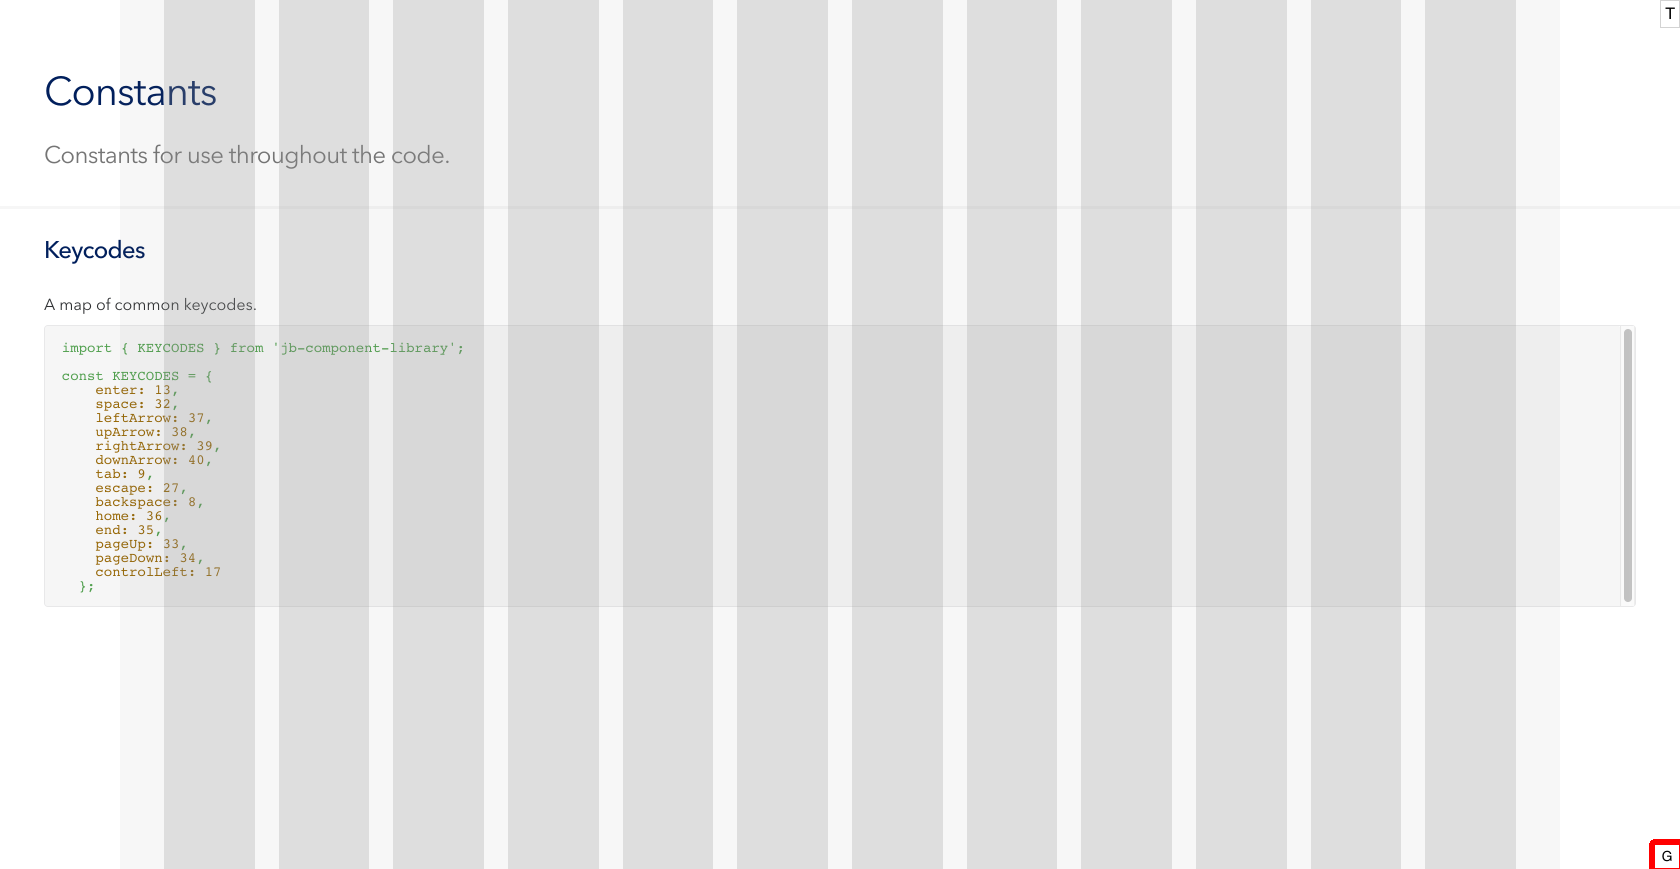 T
Constants
Constants for use throughout the code.
Keycodes
A map of common keycodes.
import { KEYCODES } from 'jb-component-library';
const KEYCODES = {
enter: 13,
space: 32,
leftArrow: 37,
upArrow: 38,
rightArrow: 39,
downArrow: 40,
tab: 9,
escape: 27,
backspace: 8,
home: 36,
end: 35,
pageUp: 33,
pageDown: 34,
controlLeft: 17
};
G